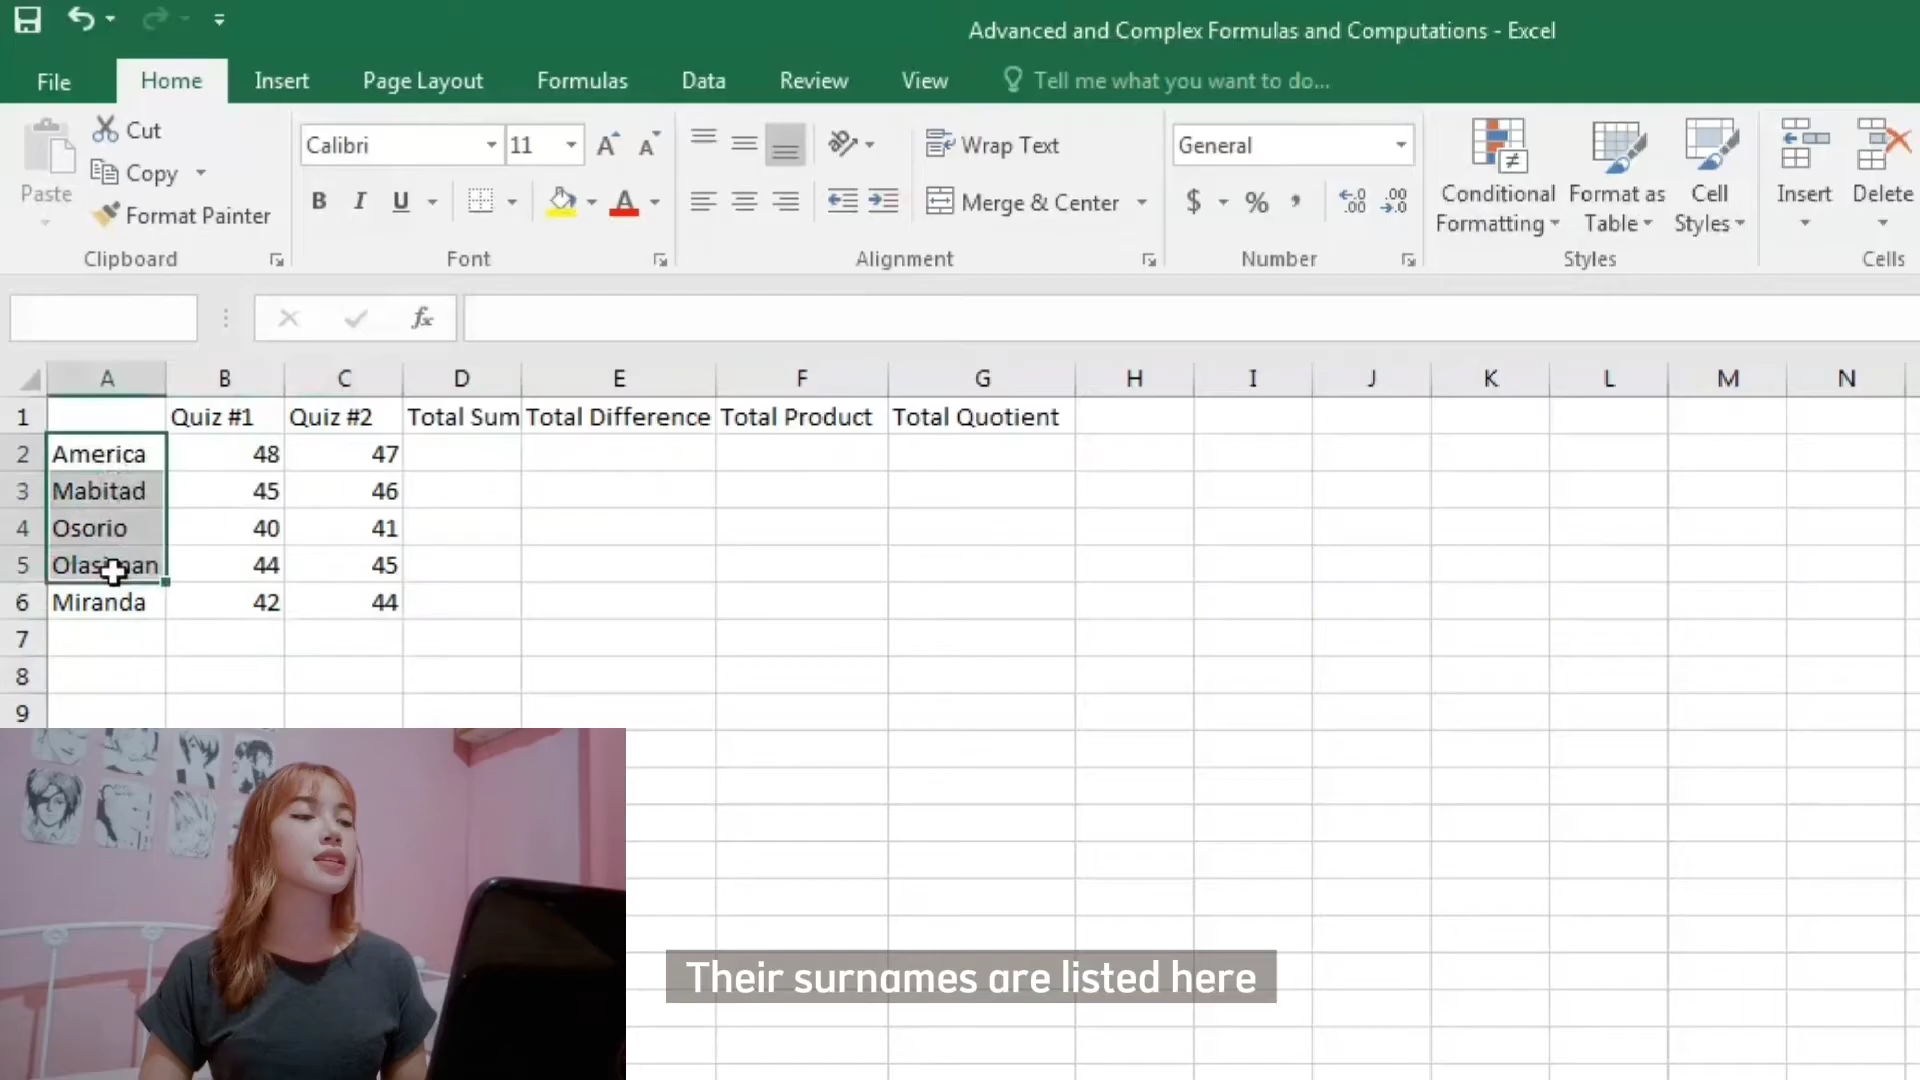 Advanced and Complex Formulas and Computations - Excel
File Home Insert Page Layout Formulas Data Review View Tell me what you want to do...
Paste
Cut
Copy
Format Painter
Clipboard
Calibri 11
B I U A
Font
Wrap Text
Merge & Center
Alignment
General
$ % ,
Number
Conditional Formatting
Format as Table
Cell Styles
Styles
Insert
Delete
Cells
fx
A B C D E F G H I J K L M N
1 Quiz #1 Quiz #2 Total Sum Total Difference Total Product Total Quotient
2 America 48 47
3 Mabitad 45 46
4 Osorio 40 41
5 44 45
6 Miranda 42 44
7
8
9
Their surnames are listed here